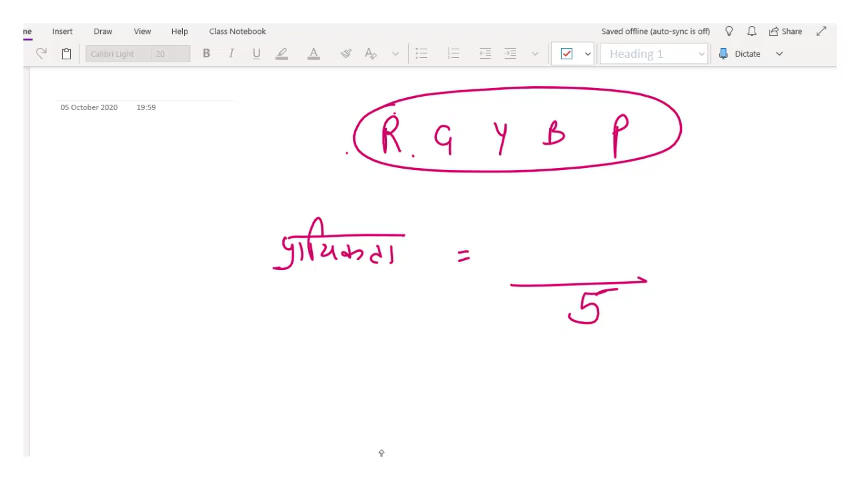 ne Insert Draw View Help Class Notebook Saved offline (auto-sync is off) Share
Calibri Light 20 B I U A Heading 1 Dictate
05 October 2020 19:59
R G Y B P
प्रायिकता =
5